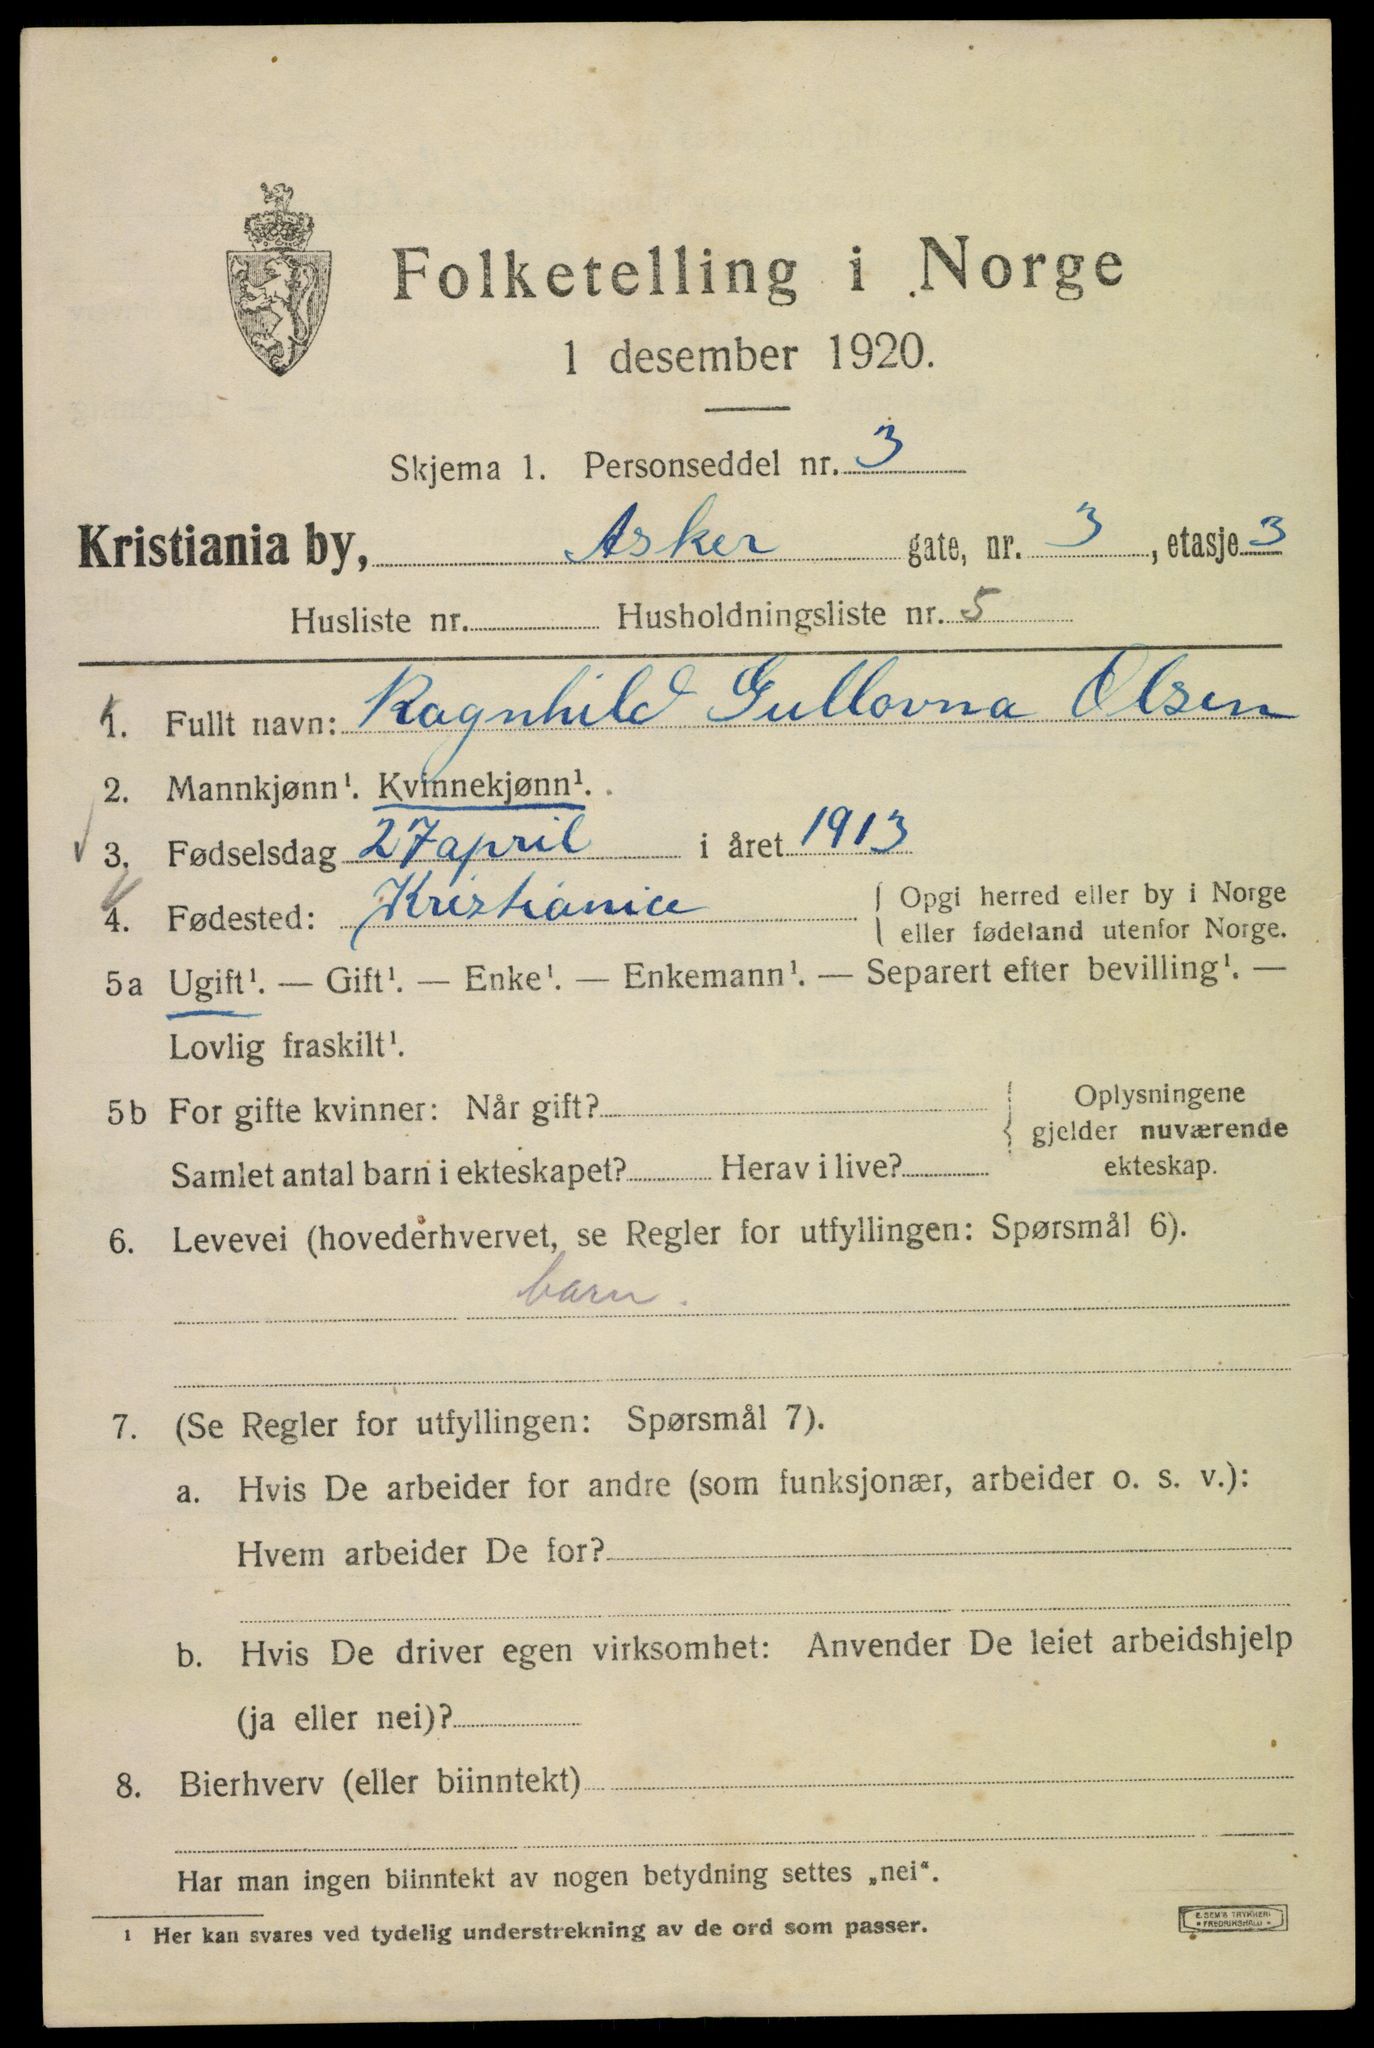 Folketelling i Norge
1 desember 1920.
Skjema 1. Personseddel nr. 3
Kristiania by, Asker gate, nr. 3, etasje 3
Husliste nr. Husholdningsliste nr. 5
1. Fullt navn: Ragnhild Gullovna Olsen
2. Mannkjønn¹. Kvinnekjønn¹.
3. Fødselsdag 27 april i året 1913
4. Fødested: Kristiania { Opgi herred eller by i Norge
eller fødeland utenfor Norge.
5a Ugift¹. — Gift¹. — Enke¹. — Enkemann¹. — Separert efter bevilling¹. —
Lovlig fraskilt¹.
5b For gifte kvinner: Når gift?
Samlet antal barn i ekteskapet? Herav i live?
{ Oplysningene
gjelder nuværende
ekteskap.
6. Levevei (hovederhvervet, se Regler for utfyllingen: Spørsmål 6).
barn.
7. (Se Regler for utfyllingen: Spørsmål 7).
a. Hvis De arbeider for andre (som funksjonær, arbeider o. s. v.):
Hvem arbeider De for?
b. Hvis De driver egen virksomhet: Anvender De leiet arbeidshjelp
(ja eller nei)?
8. Bierhverv (eller biinntekt)
Har man ingen biinntekt av nogen betydning settes „nei“.
¹ Her kan svares ved tydelig understrekning av de ord som passer.
E. SEM'S TRYKKERI
• FREDRIKSHALD •